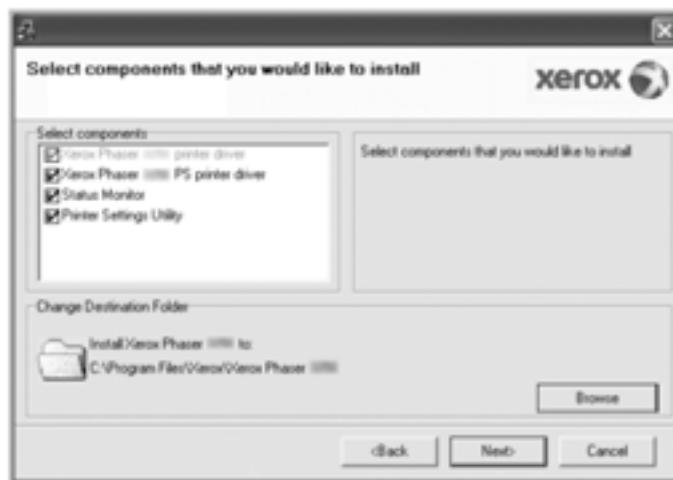 Select components that you would like to install
xerox
Select components
Xerox Phaser printer driver
Xerox Phaser PS printer driver
Status Monitor
Printer Settings Utility
Select components that you would like to install
Change Destination Folder
Install Xerox Phaser to:
C:\Program Files\Xerox\Xerox Phaser
Browse
<Back
Next>
Cancel